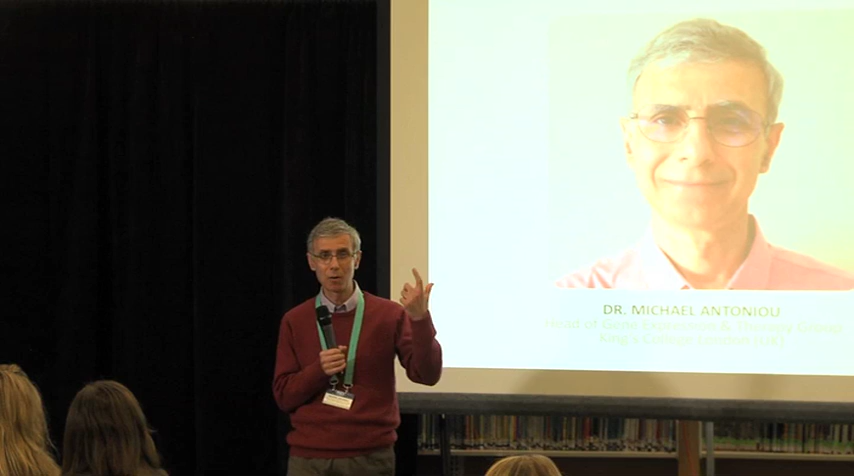 DR. MICHAEL ANTONIOU
Head of Gene Expression & Therapy Group
King's College London (UK)